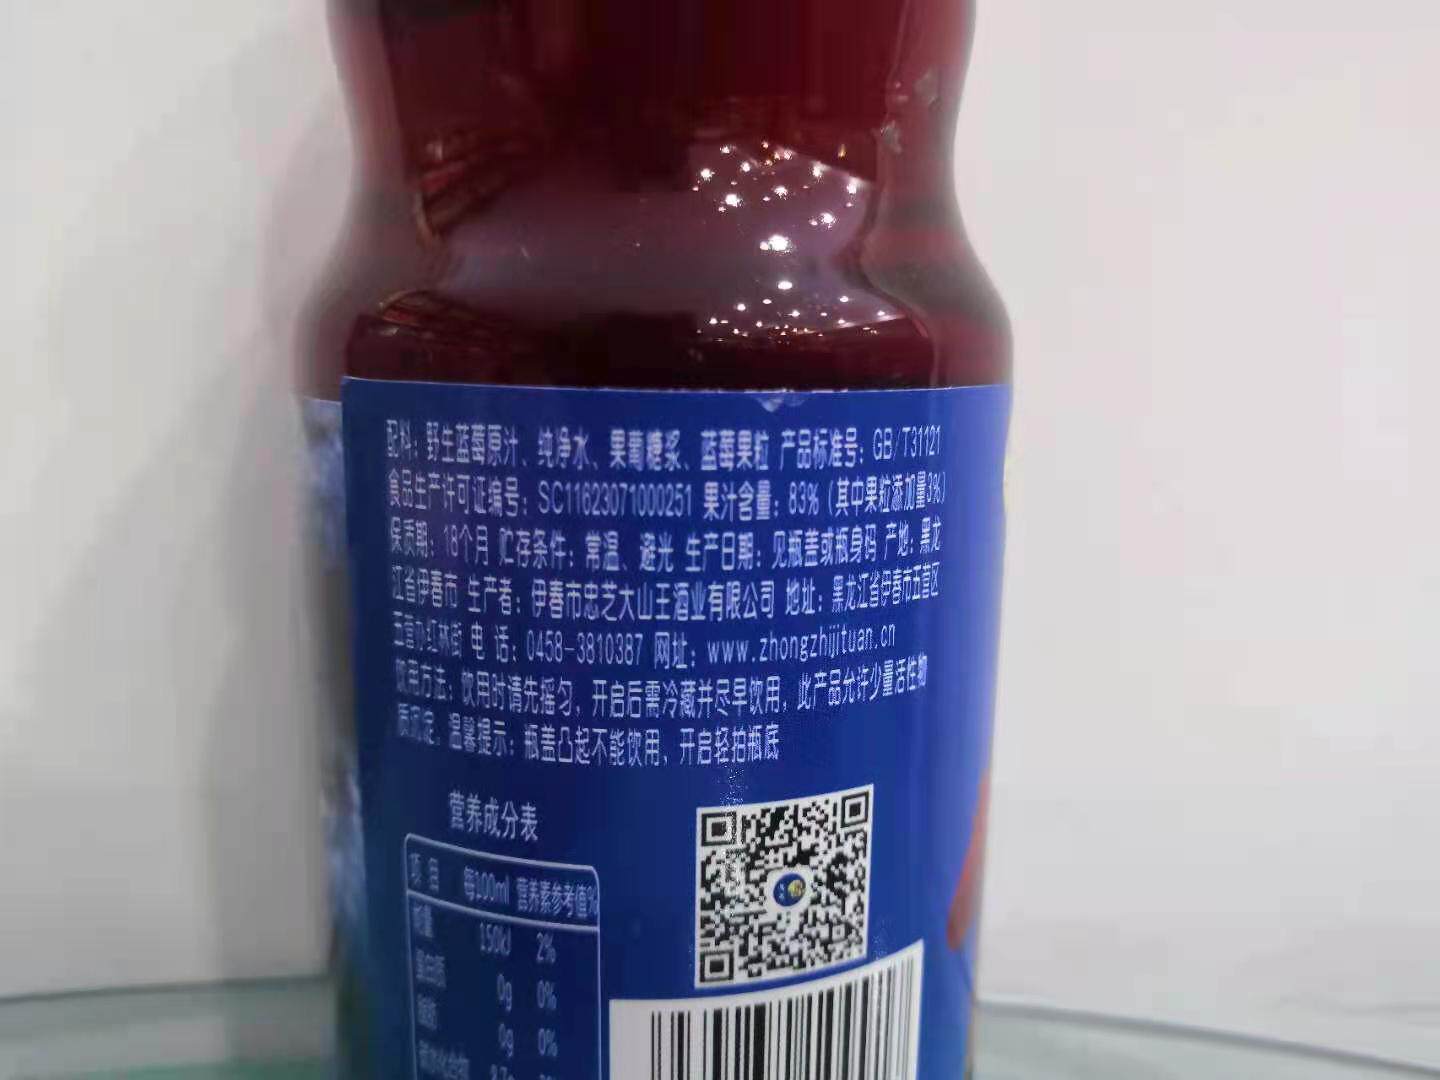 配料：野生蓝莓原汁、纯净水、果葡糖浆、蓝莓果粒 产品标准号：GB/T31121
食品生产许可证编号：SC11623071000251 果汁含量：83%（其中果粒添加量3%）
保质期：18个月 贮存条件：常温、避光 生产日期：见瓶盖或瓶身码 产地：黑龙
江省伊春市 生产者：伊春市忠芝大山王酒业有限公司 地址：黑龙江省伊春市五营区
五营办红林街 电 话：0458-3810387 网址：www.zhongzhijituan.cn
饮用方法：饮用时请先摇匀，开启后需冷藏并尽早饮用，此产品允许少量活性物
质沉淀。温馨提示：瓶盖凸起不能饮用，开启轻拍瓶底
营养成分表
项 目 每100ml 营养素参考值%
能量 150kJ 2%
蛋白质 0g 0%
脂肪 0g 0%
碳水化合物